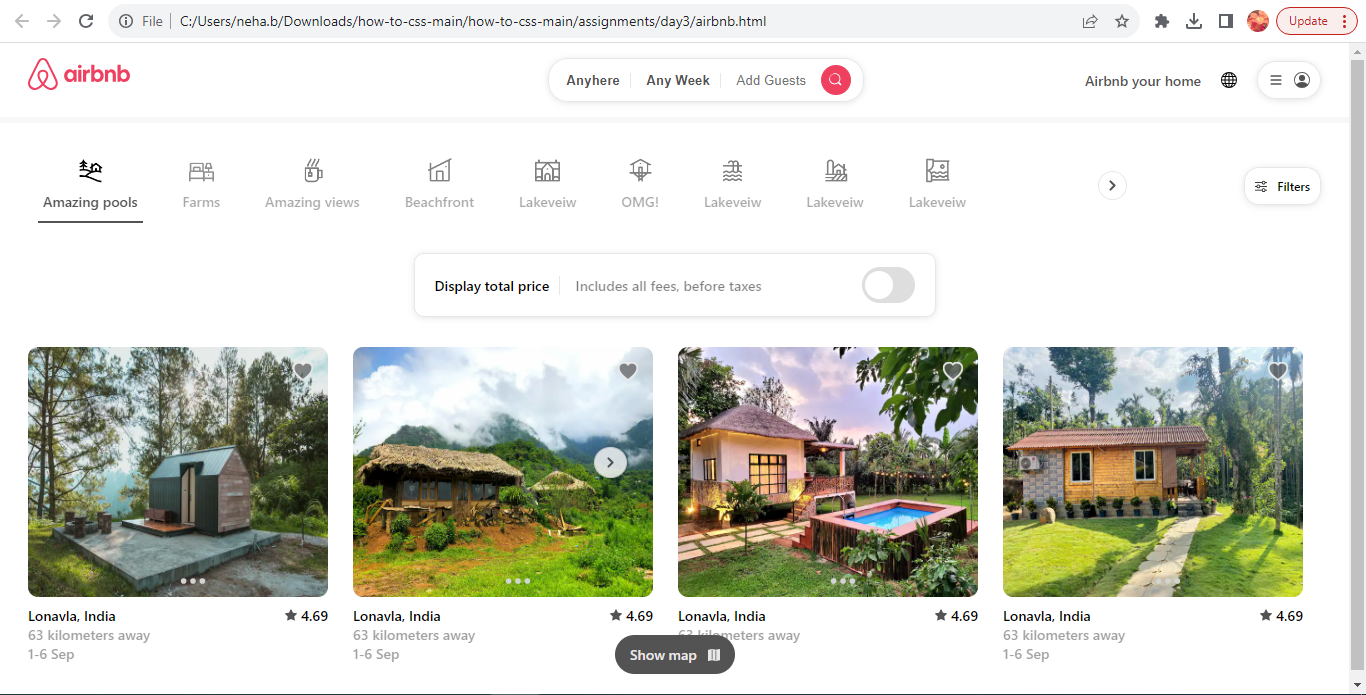 File C:/Users/neha.b/Downloads/how-to-css-main/how-to-css-main/assignments/day3/airbnb.html Update
airbnb Anyhere Any Week Add Guests Airbnb your home
Amazing pools Farms Amazing views Beachfront Lakeveiw OMG! Lakeveiw Lakeveiw Lakeveiw Filters
Display total price Includes all fees, before taxes
Lonavla, India 4.69 Lonavla, India 4.69 Lonavla, India 4.69 Lonavla, India 4.69
63 kilometers away 63 kilometers away 63 kilometers away 63 kilometers away
1-6 Sep 1-6 Sep Show map 1-6 Sep